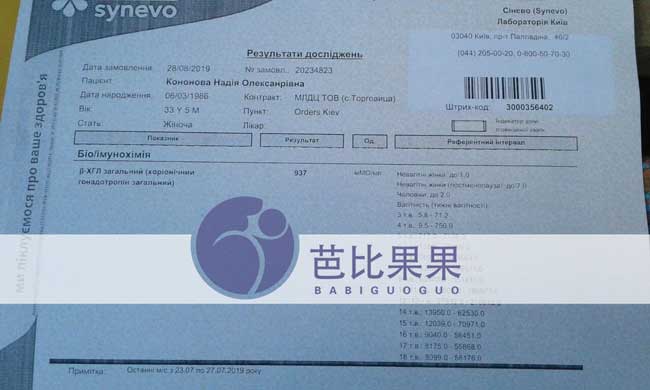 synevo
Сінево (Synevo)
Лабораторія Київ
03040 Київ, пр-т Палладіна, 46/2
(044) 205-00-20, 0-800-50-70-30
Результати досліджень
Дата замовлення: 28/08/2019 № замовл.: 20234823
Пацієнт Кононова Надія Олексанрівна
Дата народження: 06/03/1986 Контракт: МЛДЦ ТОВ (с.Торговица)
Вік: 33 Y 5 M Пункт: Orders Kiev
Стать: Жіноча Лікар:
Штрих-код: 3000356402
Показник Результат Од. Референтний інтервал
Біо/імунохімія
β-ХГЛ загальний (хоріонічний гонадотропін загальний) 937
Невагітні жінки: до 1.0
Невагітні жінки (постменопауза): до 7.0
Чоловіки: до 2.0
Вагітність (тижні вагітності):
3 т.в.: 5.8 - 71.2
4 т.в.: 9.5 - 750.0
芭比果果
BABIGUOGUO
14 т.в.: 13950.0 - 62530.0
15 т.в.: 12039.0 - 70971.0
16 т.в.: 9040.0 - 56451.0
17 т.в.: 8175.0 - 55868.0
18 т.в.: 8099.0 - 58176.0
Примітка: Останні м/с з 23.07 по 27.07.2019 року
ми піклуємося про ваше здоров'я